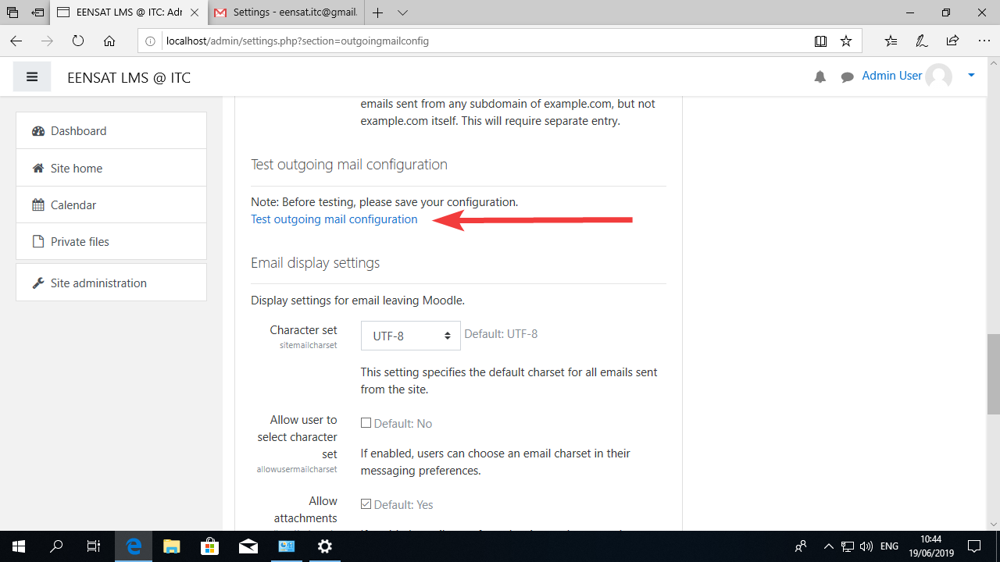 EENSAT LMS @ ITC: Adr
Settings - eensat.itc@gmail.
localhost/admin/settings.php?section=outgoingmailconfig
EENSAT LMS @ ITC
Admin User
Dashboard
Site home
Calendar
Private files
Site administration
emails sent from any subdomain of example.com, but not
example.com itself. This will require separate entry.
Test outgoing mail configuration
Note: Before testing, please save your configuration.
Test outgoing mail configuration
Email display settings
Display settings for email leaving Moodle.
Character set
sitemailcharset
UTF-8
Default: UTF-8
This setting specifies the default charset for all emails sent
from the site.
Allow user to
select character
set
allowusermailcharset
Default: No
If enabled, users can choose an email charset in their
messaging preferences.
Allow
attachments
Default: Yes
ENG
10:44
19/06/2019